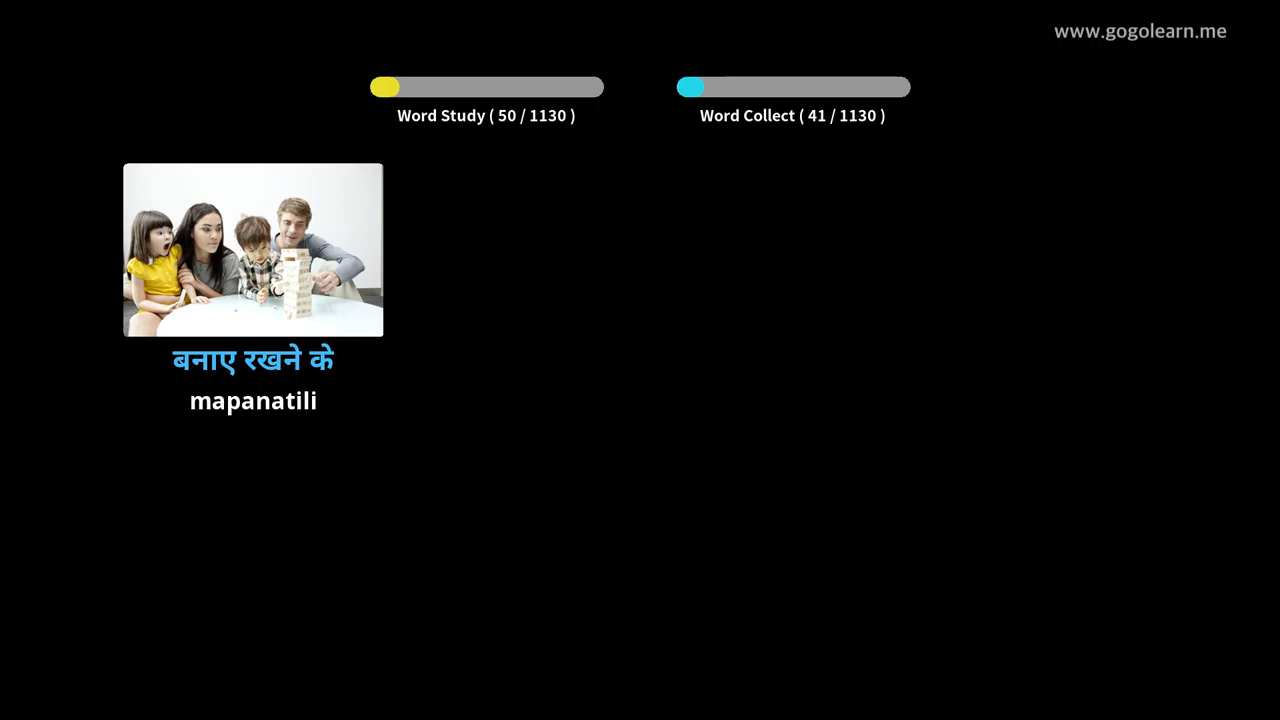 www.gogolearn.me
Word Study ( 50 / 1130 )
Word Collect ( 41 / 1130 )
बनाए रखने के
mapanatili